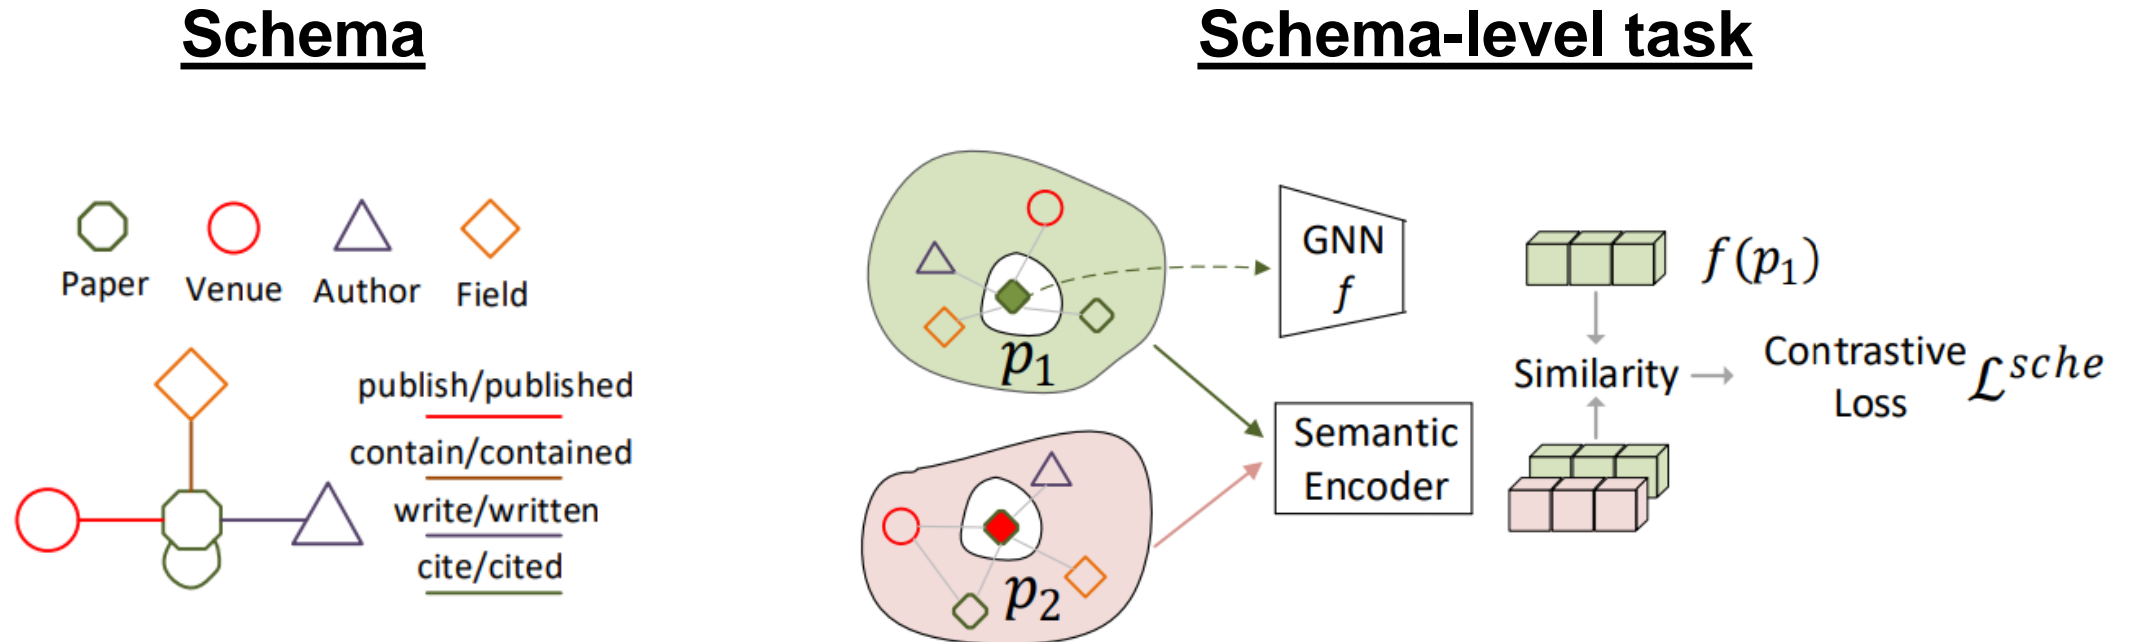 Schema
Schema-level task
Paper
Venue
Author
Field
publish/published
contain/contained
write/written
cite/cited
p1
p2
GNN
f
Semantic
Encoder
f(p1)
Similarity
Contrastive
Loss
ℒ^sche